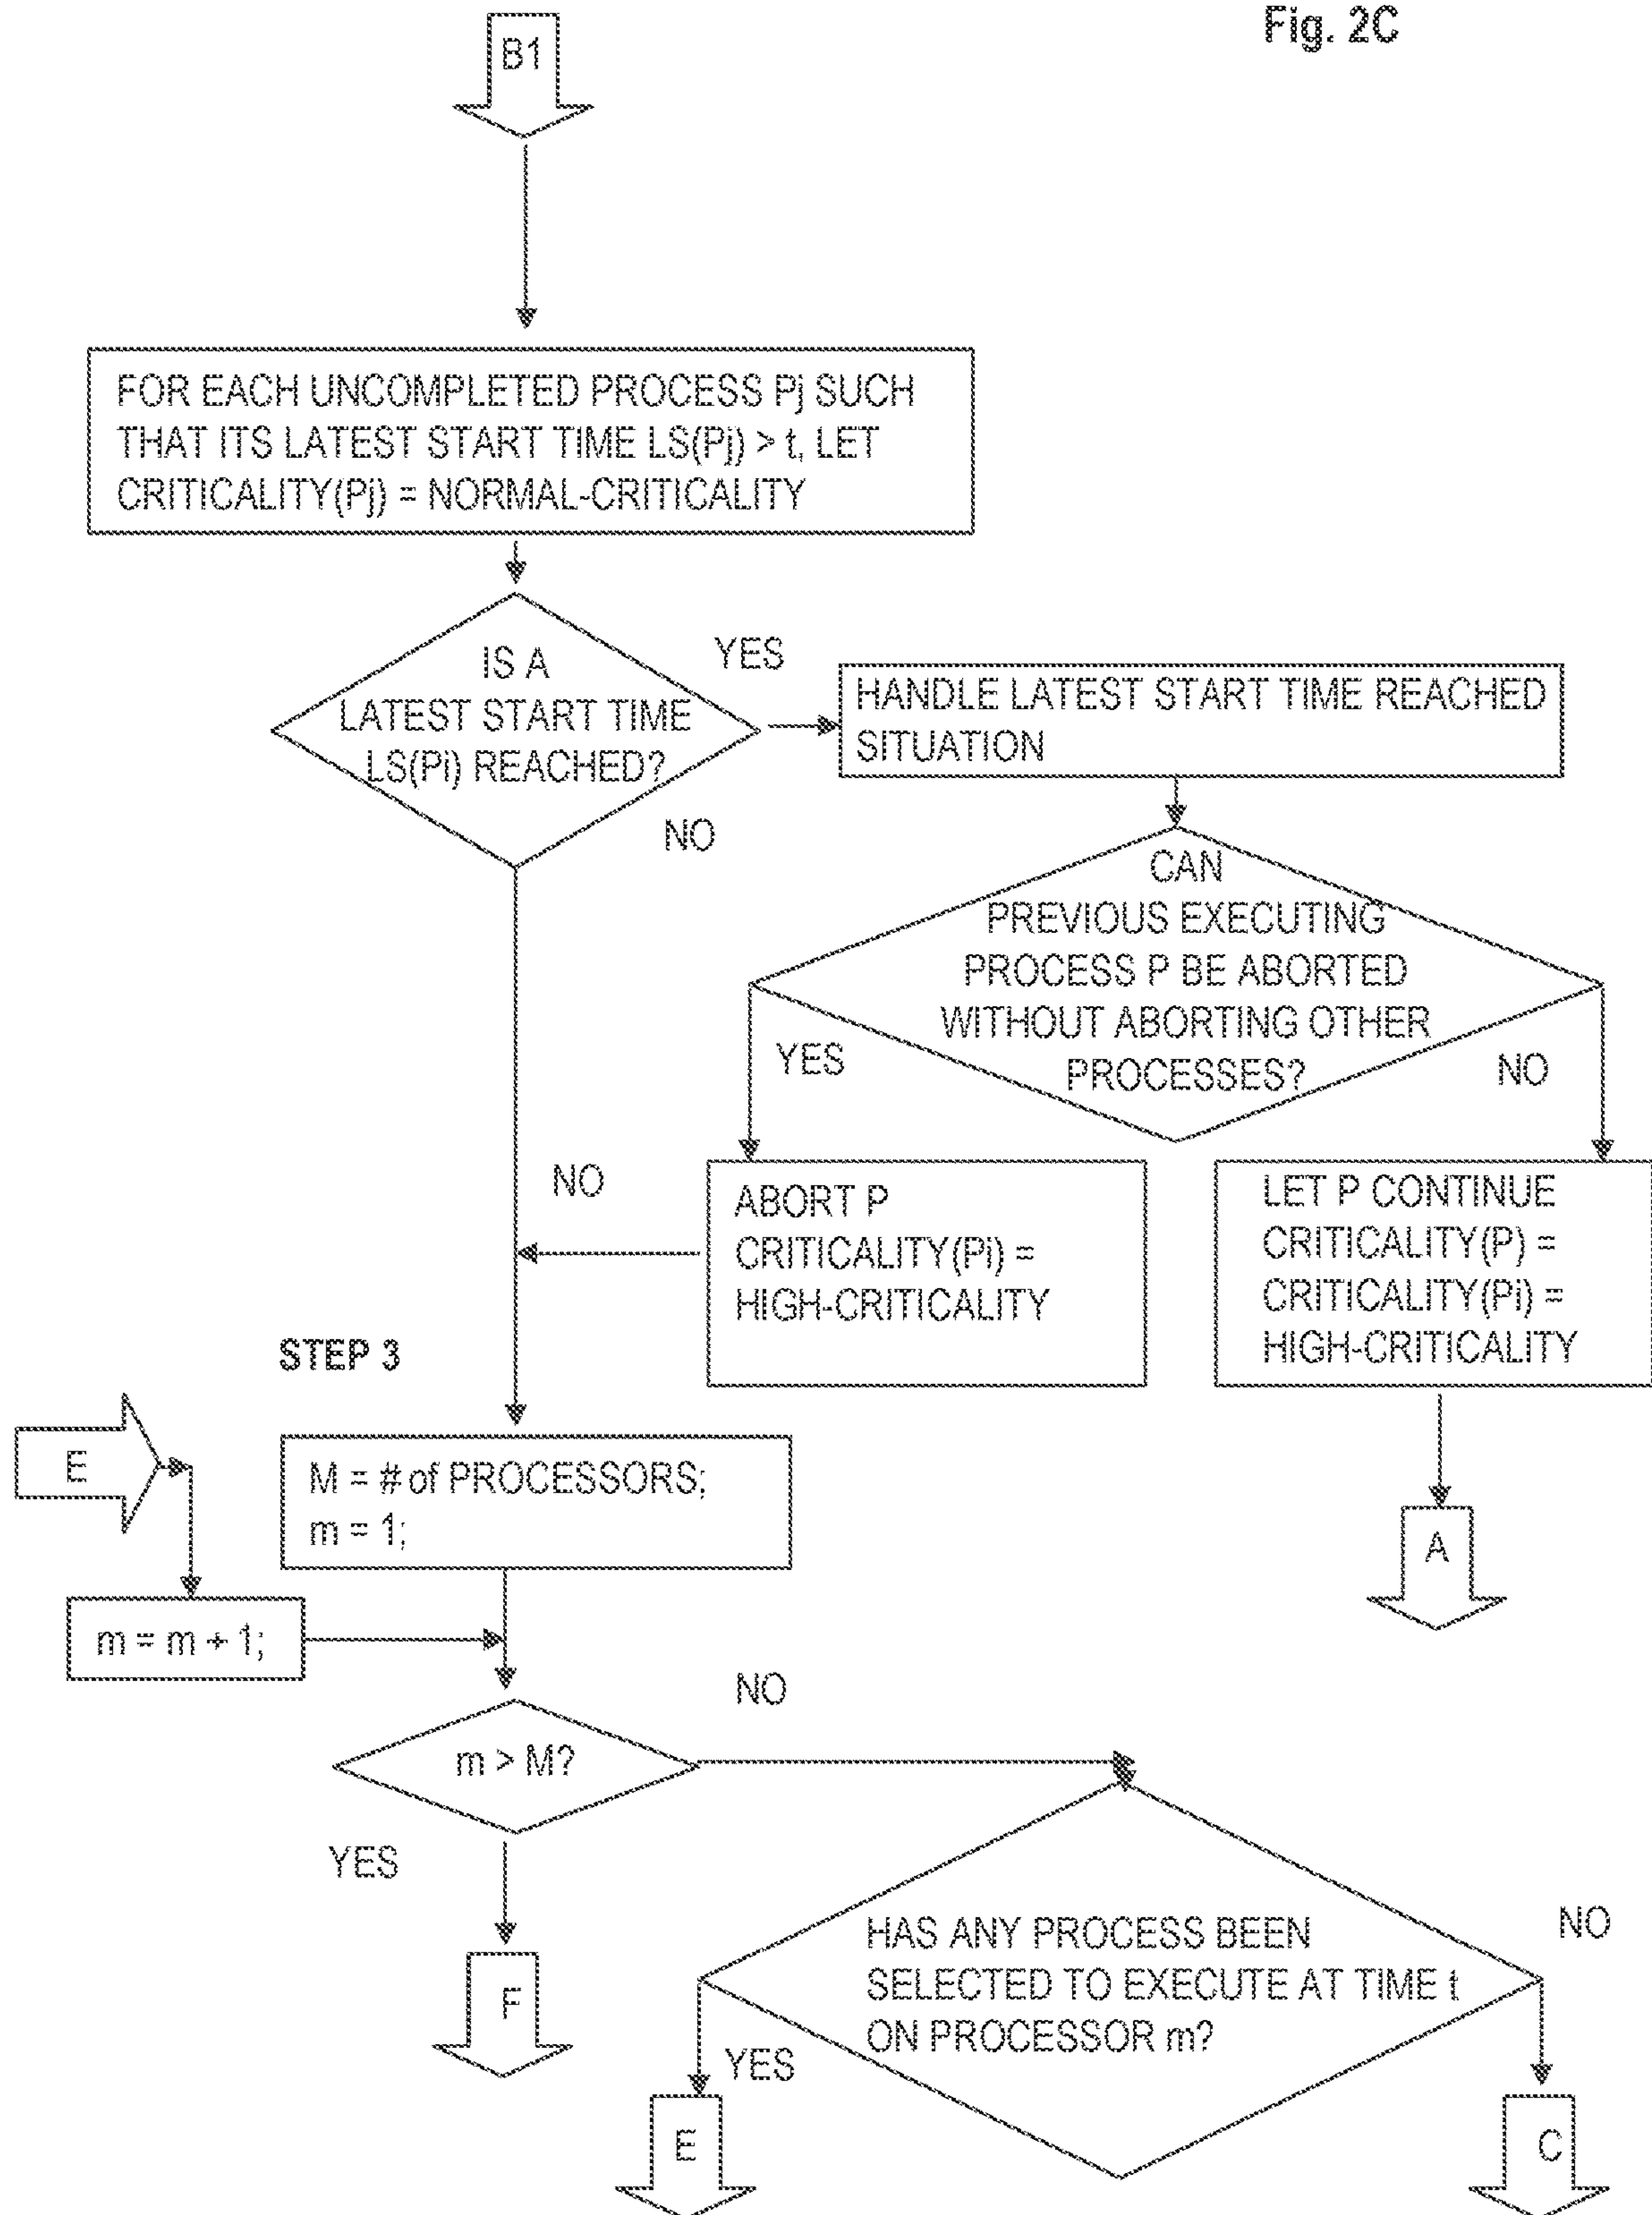 Fig. 2C
B1
FOR EACH UNCOMPLETED PROCESS Pj SUCH
THAT ITS LATEST START TIME LS(Pj) > t, LET
CRITICALITY(Pj) = NORMAL-CRITICALITY
IS A
LATEST START TIME
LS(Pi) REACHED?
YES
NO
HANDLE LATEST START TIME REACHED
SITUATION
CAN
PREVIOUS EXECUTING
PROCESS P BE ABORTED
WITHOUT ABORTING OTHER
PROCESSES?
YES
NO
NO
ABORT P
CRITICALITY(Pi) =
HIGH-CRITICALITY
LET P CONTINUE
CRITICALITY(P) =
CRITICALITY(Pi) =
HIGH-CRITICALITY
STEP 3
E
M = # of PROCESSORS;
m = 1;
A
m = m + 1;
NO
m > M?
YES
F
HAS ANY PROCESS BEEN
SELECTED TO EXECUTE AT TIME t
ON PROCESSOR m?
NO
YES
E
C